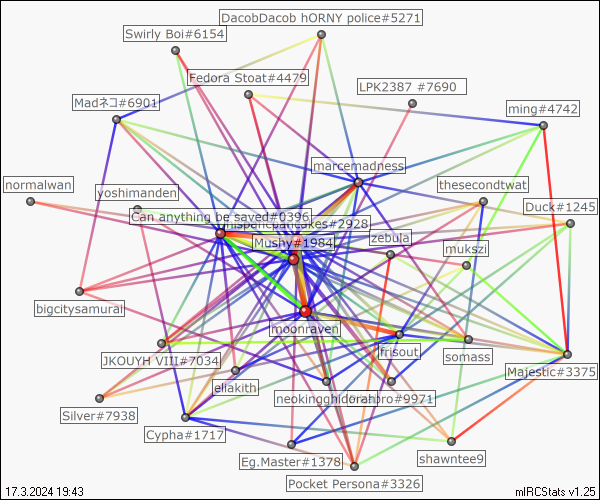 DacobDacob hORNY police#5271
Swirly Boi#6154
Fedora Stoat#4479
LPK2387 #7690
Madネコ#6901
ming#4742
marcemadness
normalwan
yoshimanden
thesecondtwat
Duck#1245
Can anything be saved#0396
#2928
Mushy#1984
zebula
mukszi
bigcitysamurai
moonraven
JKOUYH VIII#7034
frisout
somass
Majestic#3375
eliakith
neokingghidorah
bro#9971
Silver#7938
Cypha#1717
shawntee9
Eg.Master#1378
Pocket Persona#3326
17.3.2024 19:43
mIRCStats v1.25